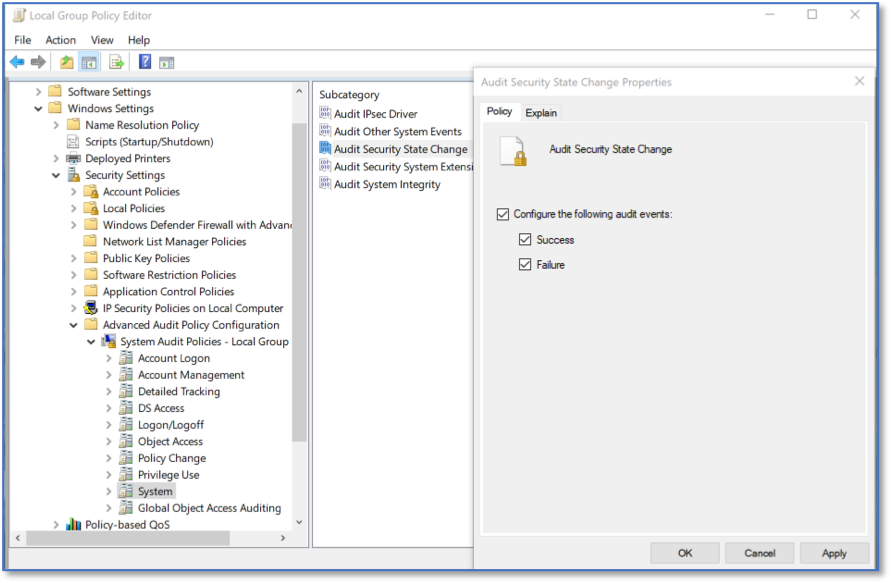 Local Group Policy Editor
File Action View Help
Software Settings
Windows Settings
Name Resolution Policy
Scripts (Startup/Shutdown)
Deployed Printers
Security Settings
Account Policies
Local Policies
Windows Defender Firewall with Advanc
Network List Manager Policies
Public Key Policies
Software Restriction Policies
Application Control Policies
IP Security Policies on Local Computer
Advanced Audit Policy Configuration
System Audit Policies - Local Group
Account Logon
Account Management
Detailed Tracking
DS Access
Logon/Logoff
Object Access
Policy Change
Privilege Use
System
Global Object Access Auditing
Policy-based QoS
Subcategory
Audit IPsec Driver
Audit Other System Events
Audit Security State Change
Audit Security System Extensi
Audit System Integrity
Audit Security State Change Properties
Policy Explain
Audit Security State Change
Configure the following audit events:
Success
Failure
OK Cancel Apply